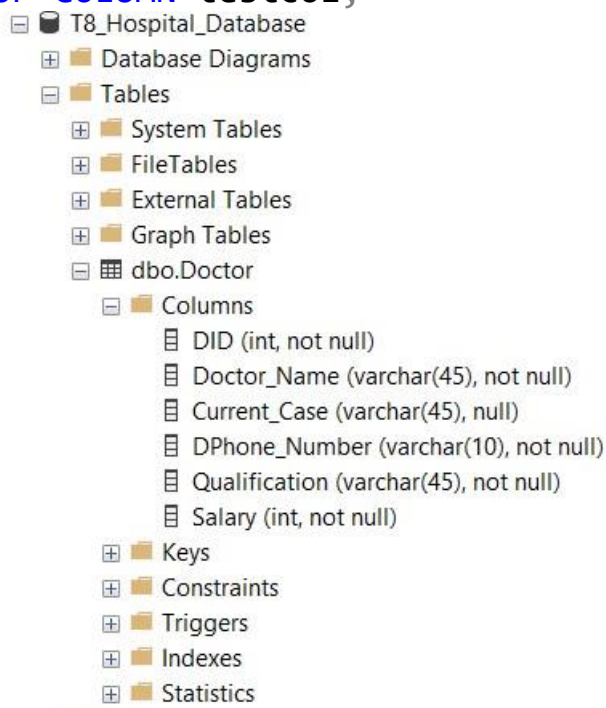 T8_Hospital_Database
Database Diagrams
Tables
System Tables
FileTables
External Tables
Graph Tables
dbo.Doctor
Columns
DID (int, not null)
Doctor_Name (varchar(45), not null)
Current_Case (varchar(45), null)
DPhone_Number (varchar(10), not null)
Qualification (varchar(45), not null)
Salary (int, not null)
Keys
Constraints
Triggers
Indexes
Statistics